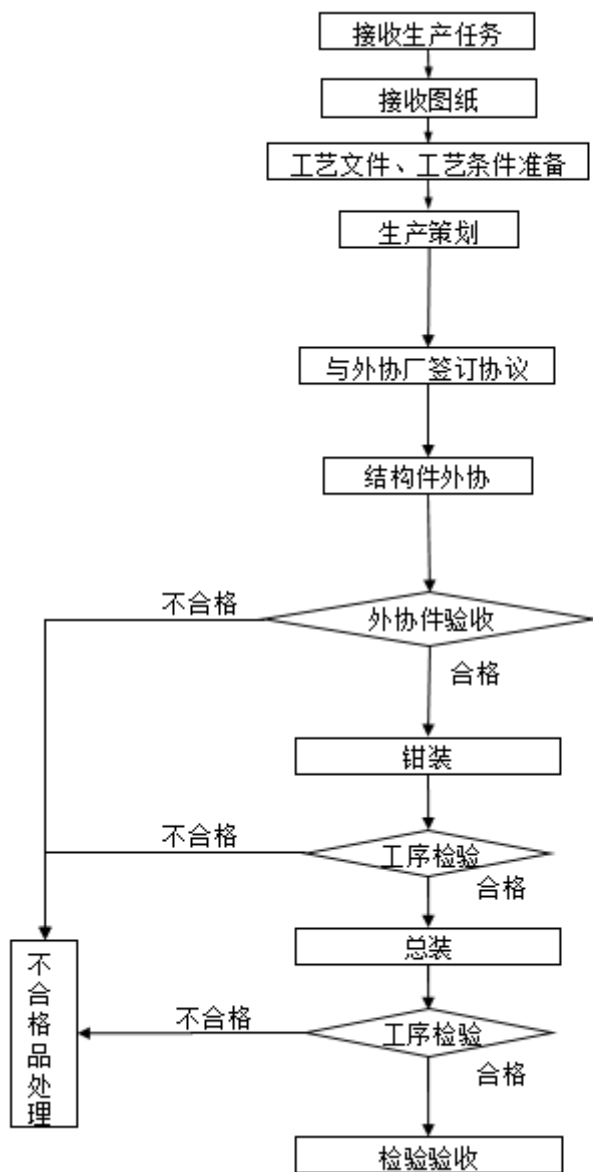 接收生产任务
接收图纸
工艺文件、工艺条件准备
生产策划
与外协厂签订协议
结构件外协
不合格
外协件验收
合格
钳装
不合格
工序检验
合格
总装
不合格品处理
不合格
工序检验
合格
检验验收